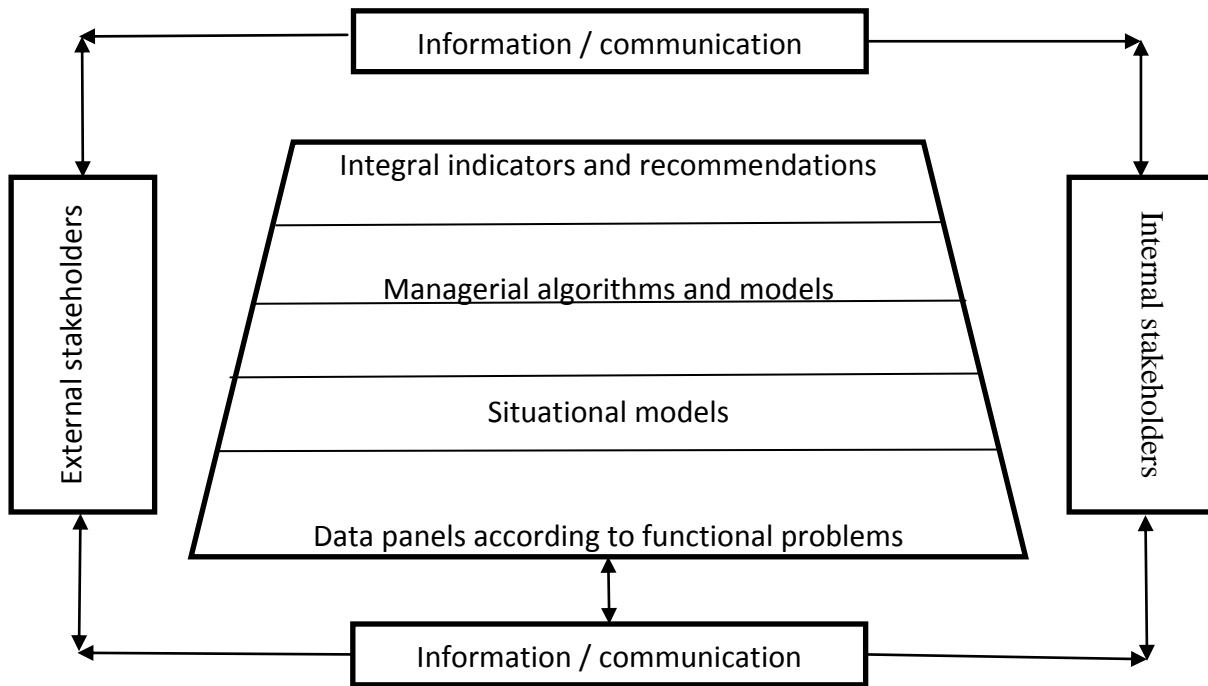 Information / communication
Integral indicators and recommendations
External stakeholders
Internal stakeholders
Managerial algorithms and models
Situational models
Data panels according to functional problems
Information / communication